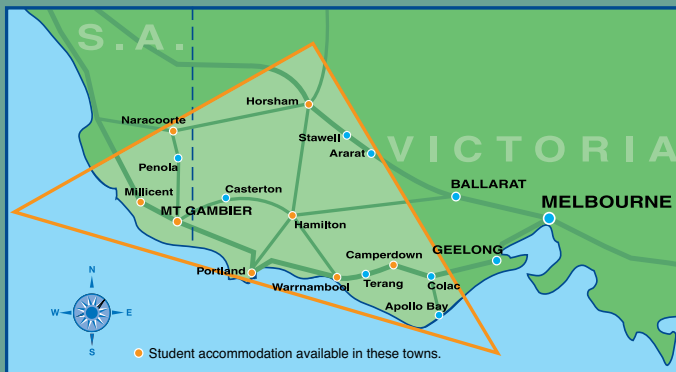 S.A.
Horsham
Naracoorte
Stawell
Ararat
VICTORIA
Penola
Millicent
Casterton
BALLARAT
MT GAMBIER
MELBOURNE
Hamilton
Camperdown
GEELONG
Portland
Warrnambool
Terang
Colac
Apollo Bay
N
W
E
S
Student accommodation available in these towns.